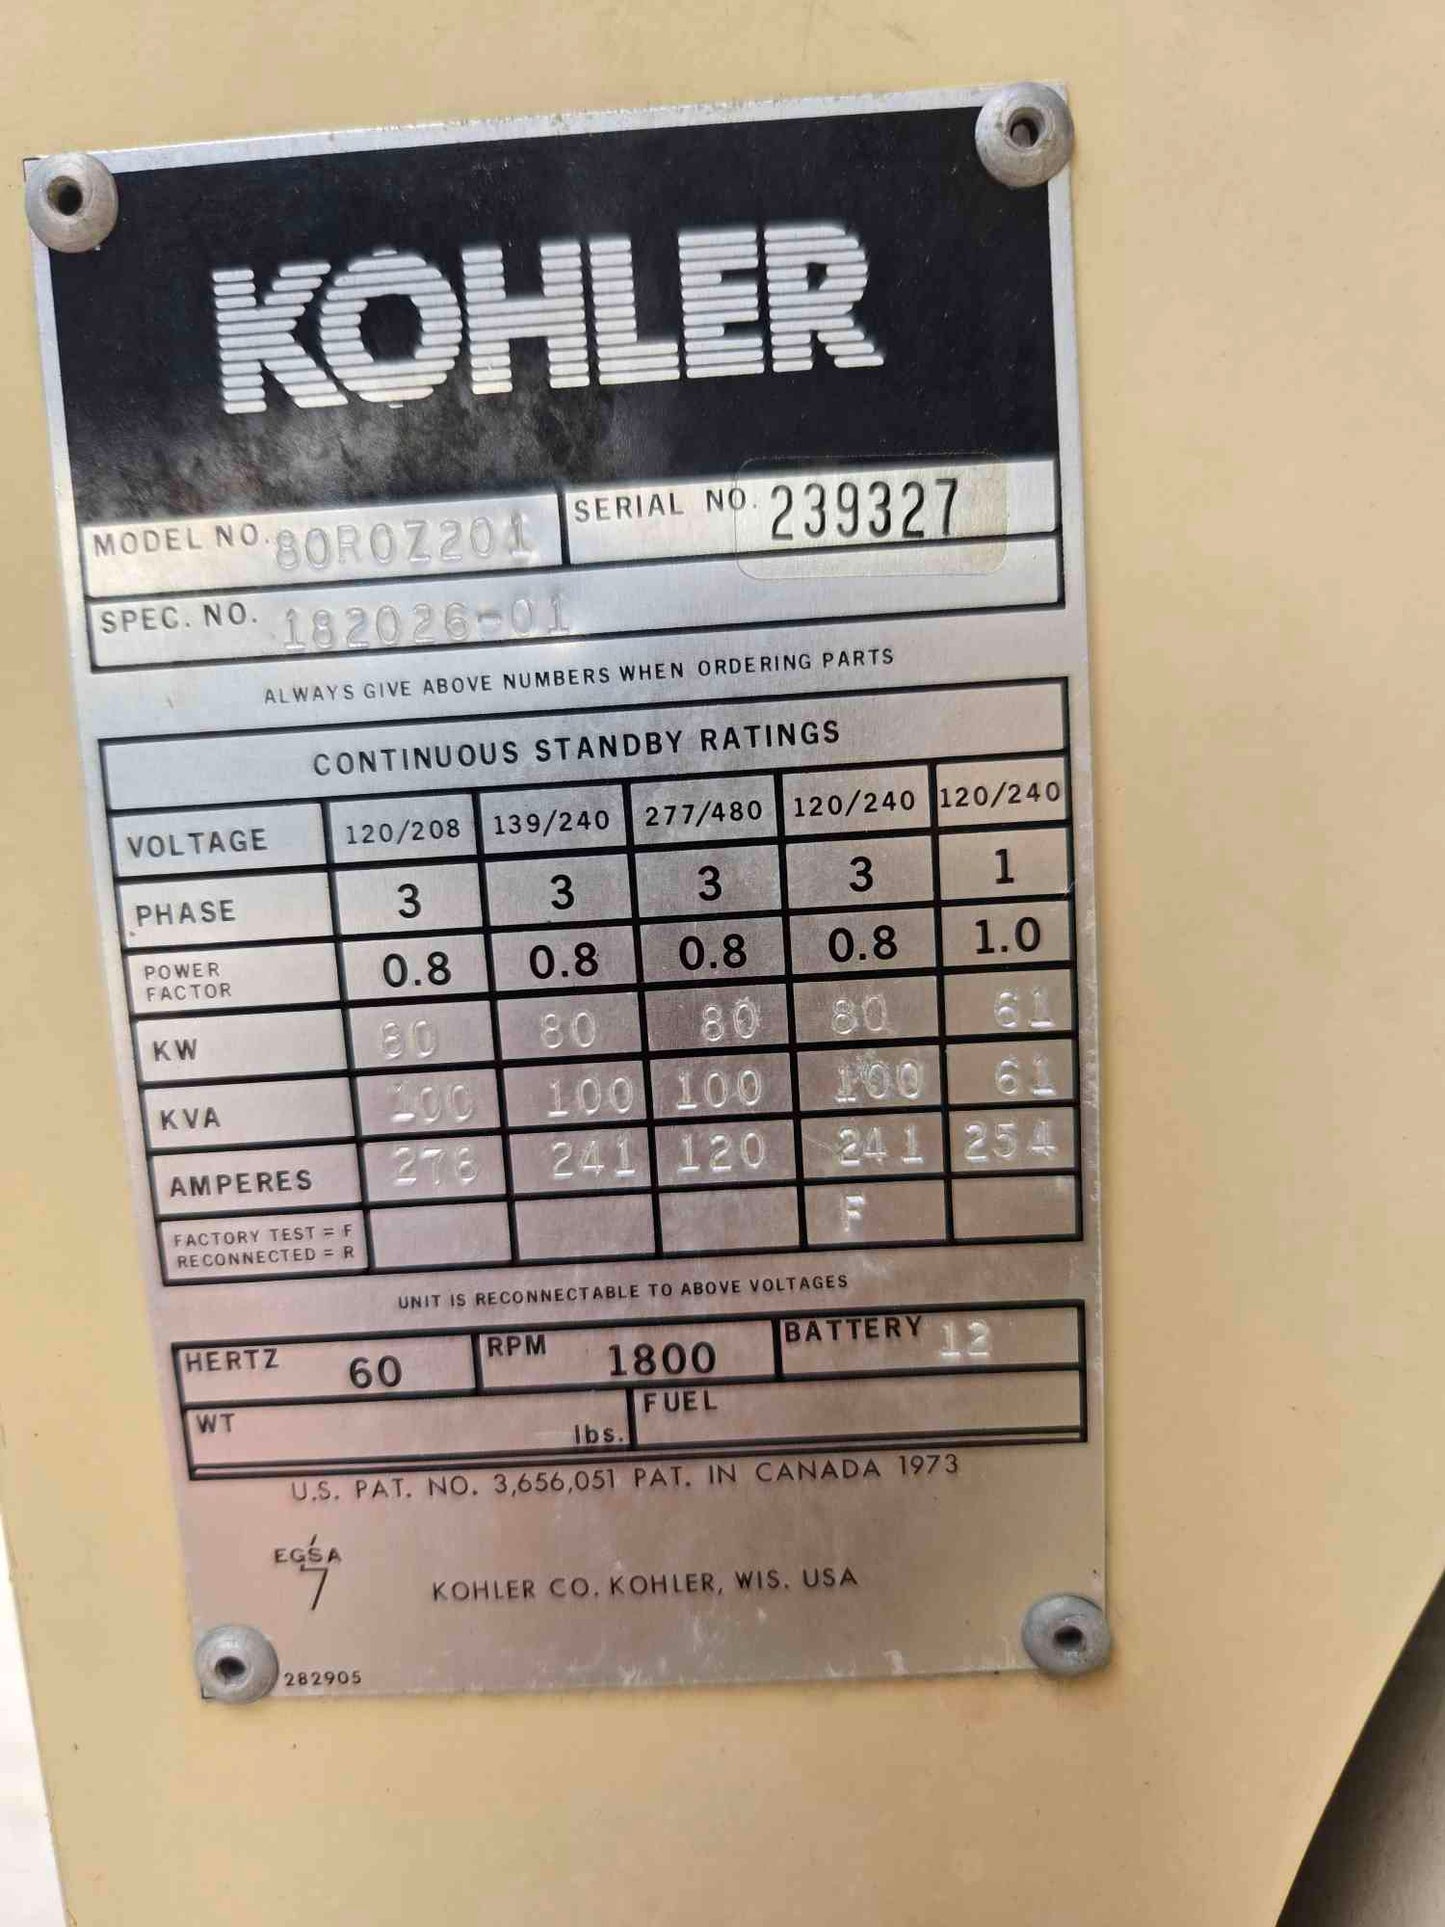 KOHLER
MODEL NO. 80ROZ201 SERIAL NO. 239327
SPEC. NO. 182026-01
ALWAYS GIVE ABOVE NUMBERS WHEN ORDERING PARTS
CONTINUOUS STANDBY RATINGS
VOLTAGE 120/208 139/240 277/480 120/240 120/240
PHASE 3 3 3 3 1
POWER
FACTOR 0.8 0.8 0.8 0.8 1.0
KW 80 80 80 80 61
KVA 100 100 100 100 61
AMPERES 278 241 120 241 254
FACTORY TEST = F
RECONNECTED = R F
UNIT IS RECONNECTABLE TO ABOVE VOLTAGES
HERTZ 60 RPM 1800 BATTERY 12
WT lbs. FUEL
U.S. PAT. NO. 3,656,051 PAT. IN CANADA 1973
EGSA
7
KOHLER CO. KOHLER, WIS. USA
282905